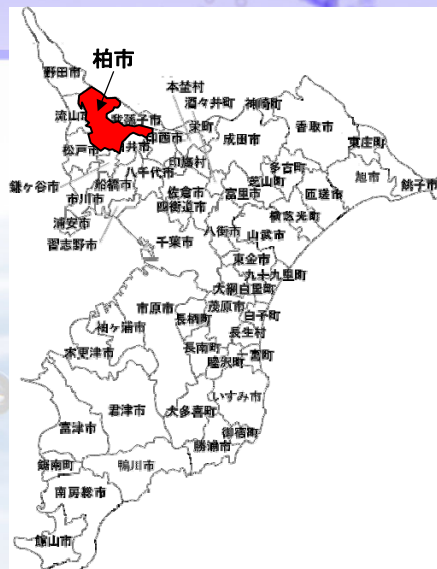 柏市
野田市
本埜村
酒々井町
神崎町
流山市
我孫子市
印西市
栄町
成田市
香取市
東庄町
松戸市
白井市
印旛村
多古町
旭市
八千代市
芝山町
鎌ヶ谷市
船橋市
佐倉市
富里市
匝瑳市
銚子市
市川市
四街道市
横芝光町
浦安市
八街市
山武市
習志野市
千葉市
東金市
九十九里町
大網白里町
市原市
茂原市
袖ヶ浦市
長柄町
白子町
長生村
木更津市
長南町
一宮町
睦沢町
いすみ市
君津市
大多喜町
富津市
御宿町
勝浦市
鋸南町
鴨川市
南房総市
館山市